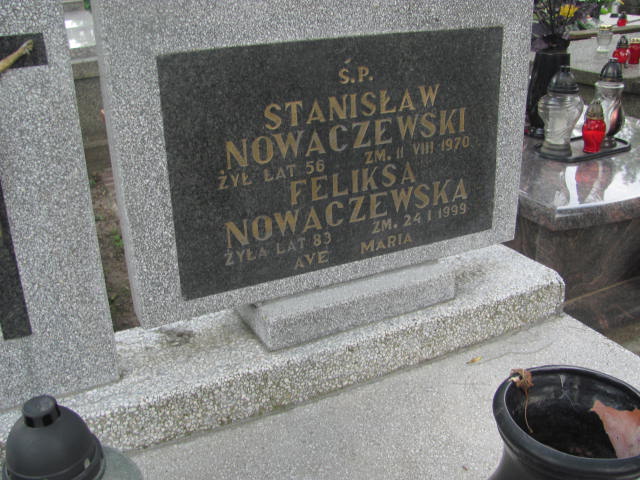 Ś.P.
STANISŁAW
NOWACZEWSKI
ŻYŁ LAT 56 ZM. 11 VIII 1970
FELIKSA
NOWACZEWSKA
ŻYŁA LAT 83 ZM. 24 I 1999
AVE MARIA